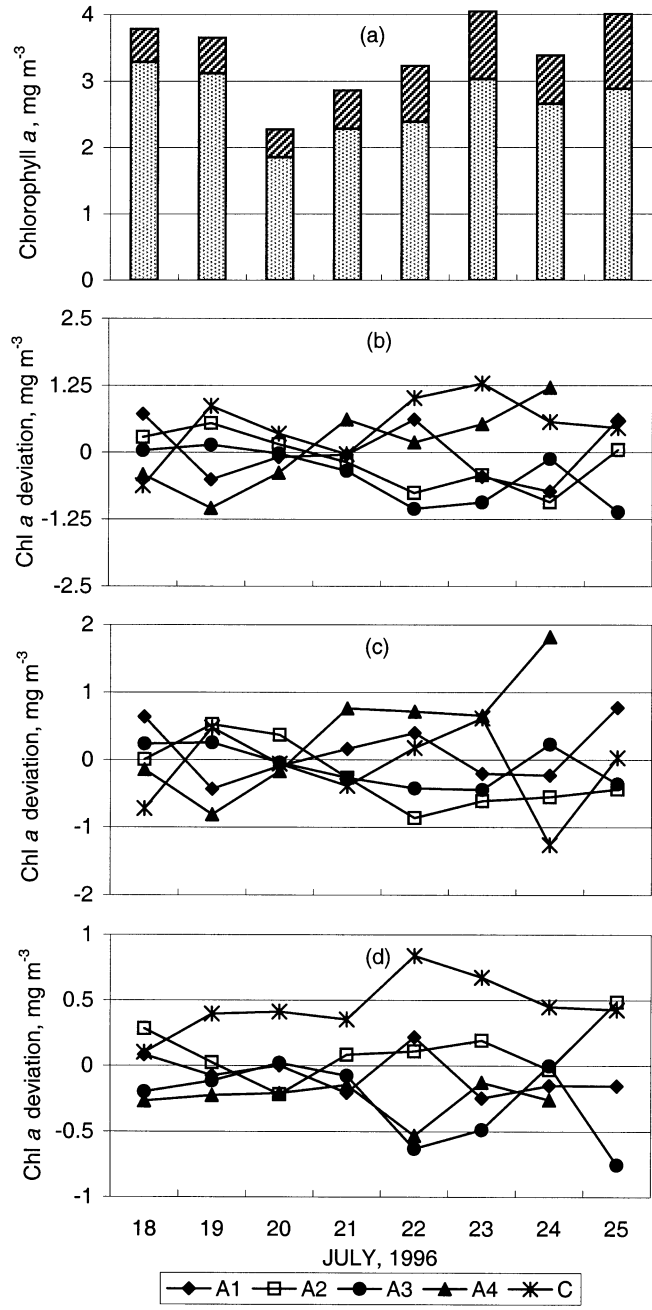 (a)
Chlorophyll a, mg m-3
4
3
2
1
0
(b)
Chl a deviation, mg m-3
2.5
1.25
0
-1.25
-2.5
(c)
Chl a deviation, mg m-3
2
1
0
-1
-2
(d)
Chl a deviation, mg m-3
1
0.5
0
-0.5
-1
18 19 20 21 22 23 24 25
JULY, 1996
A1 A2 A3 A4 C